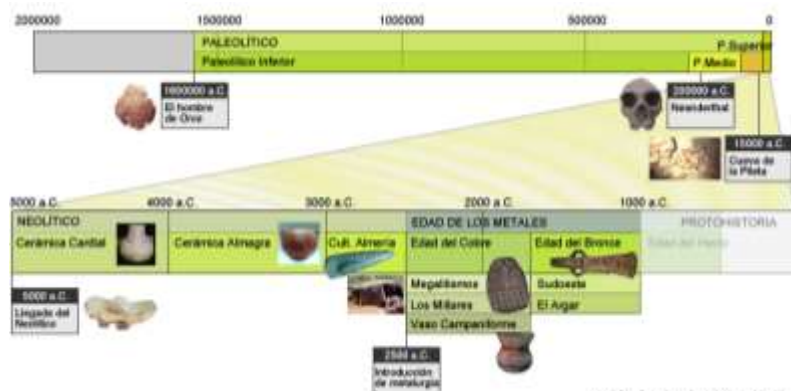 2000000 1500000 1000000 500000 0
PALEOLÍTICO
P.Superior
Paleolítico Inferior
P.Medio
1600000 a.C.
El hombre
de Orce
200000 a.C.
Neanderthal
15000 a.C.
Cueva de
la Pileta
5000 a.C. 4000 a.C. 3000 a.C. 2000 a.C. 1000 a.C.
NEOLÍTICO
EDAD DE LOS METALES
PROTOHISTORIA
Cerámica Cardial
Cerámica Almagra
Cult. Almería
Edad del Cobre
Edad del Bronce
Edad del Hierro
Megalitismos
Sudoeste
Los Millares
El Argar
Vaso Campaniforme
5000 a.C.
Llegada del
Neolítico
2500 a.C.
Introducción
de metalurgia